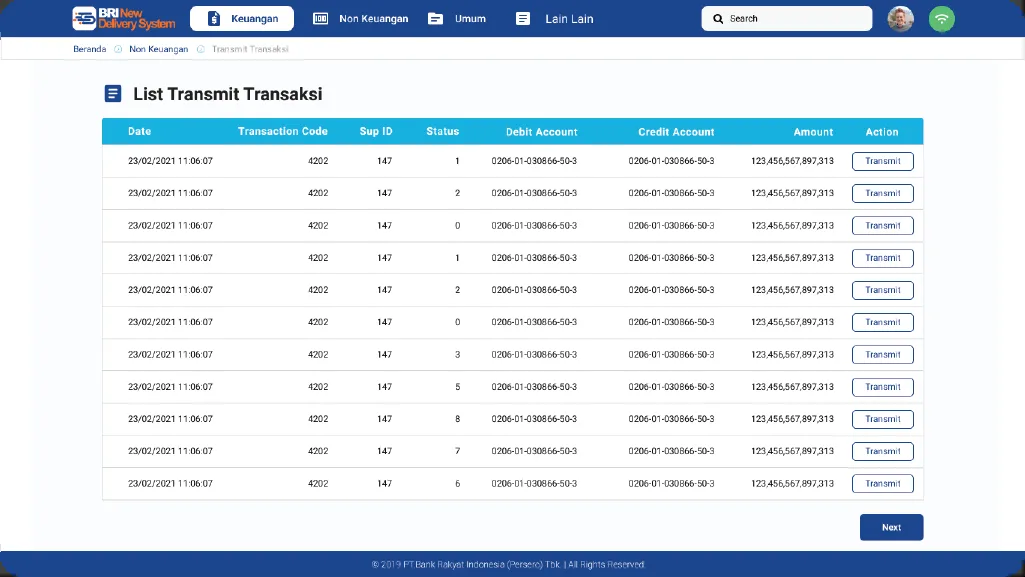 BRI New Delivery System
Keuangan Non Keuangan Umum Lain Lain Search
Beranda Non Keuangan Transmit Transaksi
List Transmit Transaksi
Date Transaction Code Sup ID Status Debit Account Credit Account Amount Action
23/02/2021 11:06:07 4202 147 1 0206-01-030866-50-3 0206-01-030866-50-3 123,456,567,897,313 Transmit
23/02/2021 11:06:07 4202 147 2 0206-01-030866-50-3 0206-01-030866-50-3 123,456,567,897,313 Transmit
23/02/2021 11:06:07 4202 147 0 0206-01-030866-50-3 0206-01-030866-50-3 123,456,567,897,313 Transmit
23/02/2021 11:06:07 4202 147 1 0206-01-030866-50-3 0206-01-030866-50-3 123,456,567,897,313 Transmit
23/02/2021 11:06:07 4202 147 2 0206-01-030866-50-3 0206-01-030866-50-3 123,456,567,897,313 Transmit
23/02/2021 11:06:07 4202 147 0 0206-01-030866-50-3 0206-01-030866-50-3 123,456,567,897,313 Transmit
23/02/2021 11:06:07 4202 147 3 0206-01-030866-50-3 0206-01-030866-50-3 123,456,567,897,313 Transmit
23/02/2021 11:06:07 4202 147 5 0206-01-030866-50-3 0206-01-030866-50-3 123,456,567,897,313 Transmit
23/02/2021 11:06:07 4202 147 8 0206-01-030866-50-3 0206-01-030866-50-3 123,456,567,897,313 Transmit
23/02/2021 11:06:07 4202 147 7 0206-01-030866-50-3 0206-01-030866-50-3 123,456,567,897,313 Transmit
23/02/2021 11:06:07 4202 147 6 0206-01-030866-50-3 0206-01-030866-50-3 123,456,567,897,313 Transmit
Next
© 2019 PT.Bank Rakyat Indonesia (Persero) Tbk. | All Rights Reserved.